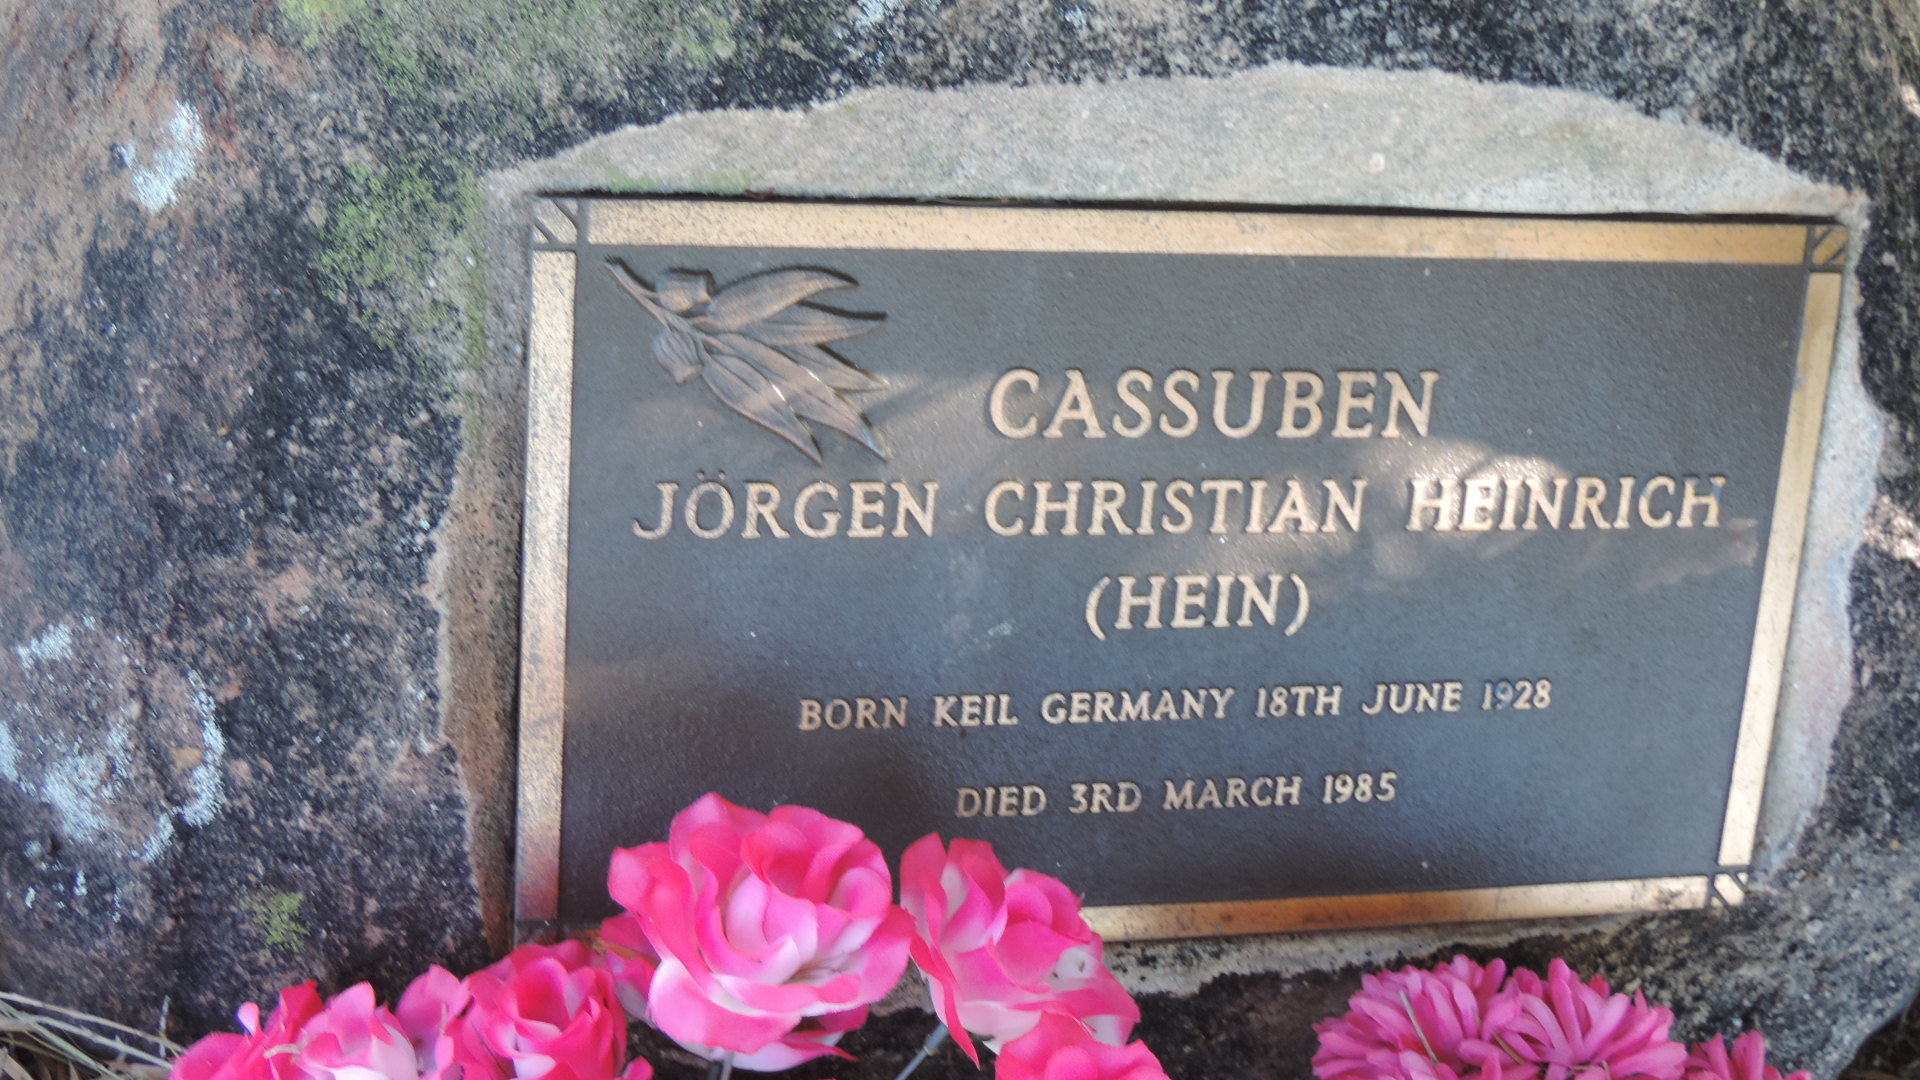 CASSUBEN
JÖRGEN CHRISTIAN HEINRICH
(HEIN)
BORN KEIL GERMANY 18TH JUNE 1928
DIED 3RD MARCH 1985